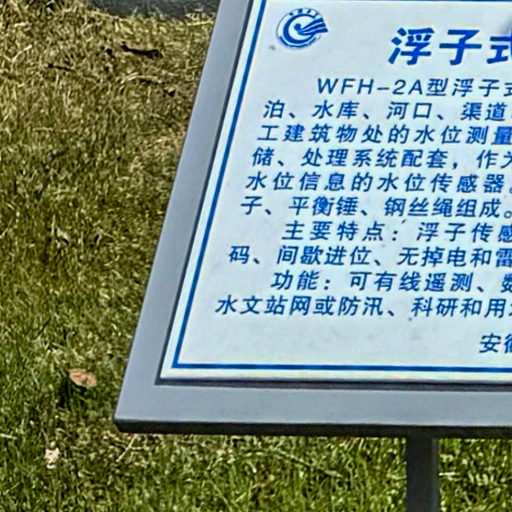 浮子式
WFH-2A型浮子式
泊、水库、河口、渠道
工建筑物处的水位测量
储、处理系统配套，作为
水位信息的水位传感器。
子、平衡锤、钢丝绳组成。
主要特点：浮子传感
码、间歇进位、无掉电和雷
功能：可有线遥测、数
水文站网或防汛、科研和用
安徽